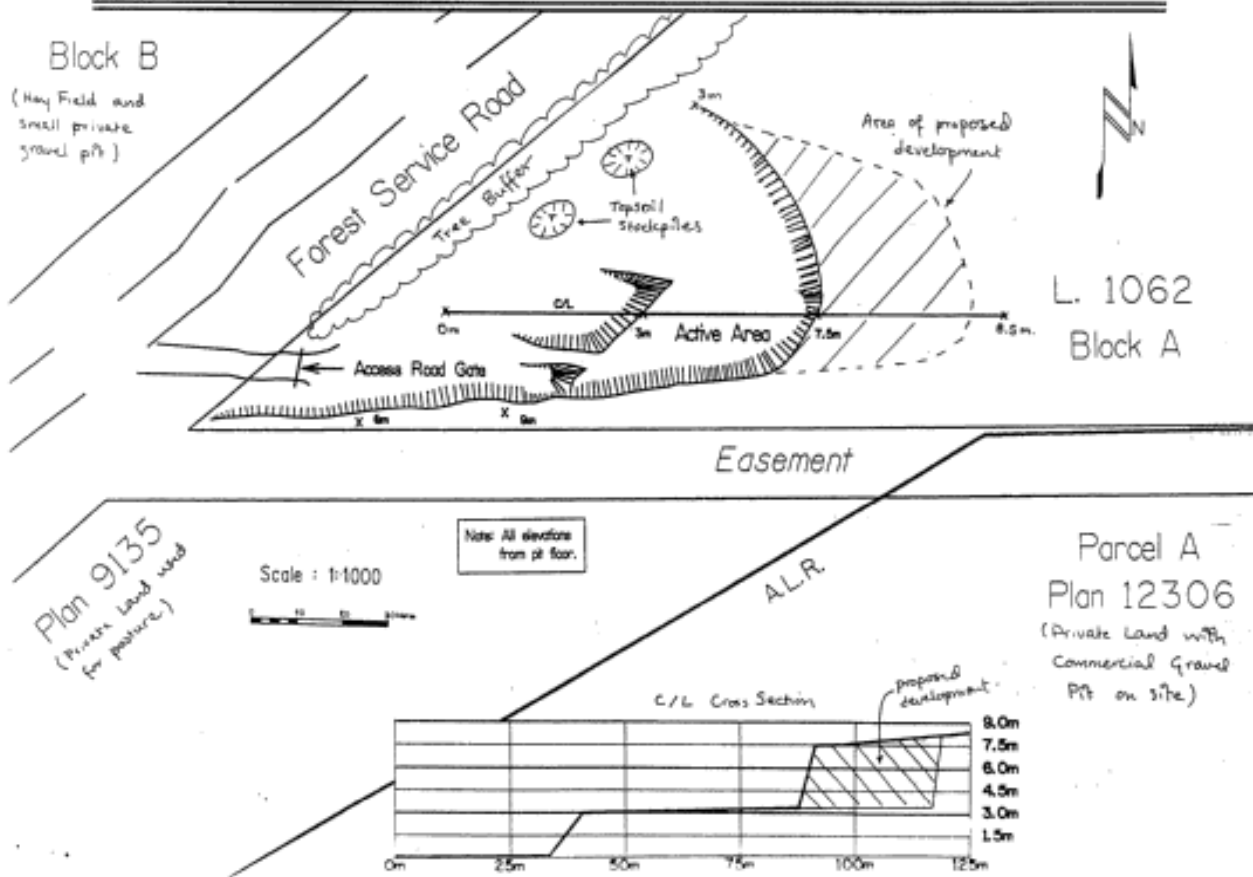 Block B
(Hay Field and
small private
gravel pit)
Forest Service Road
Tree Buffer
Topsoil
Stockpiles
3m
Area of proposed
development
N
L. 1062
Block A
C/L
0m
3m
Active Area
7.5m
8.5m.
Access Road Gate
6m
9m
Easement
Plan 9135
(Private Land used
for pasture)
Scale : 1:1000
Note: All elevations
from pit floor.
A.L.R.
Parcel A
Plan 12306
(Private Land with
Commercial Gravel
Pit on site)
C/L Cross Section
proposed
development.
9.0m
7.5m
6.0m
4.5m
3.0m
1.5m
0m 25m 50m 75m 100m 125m